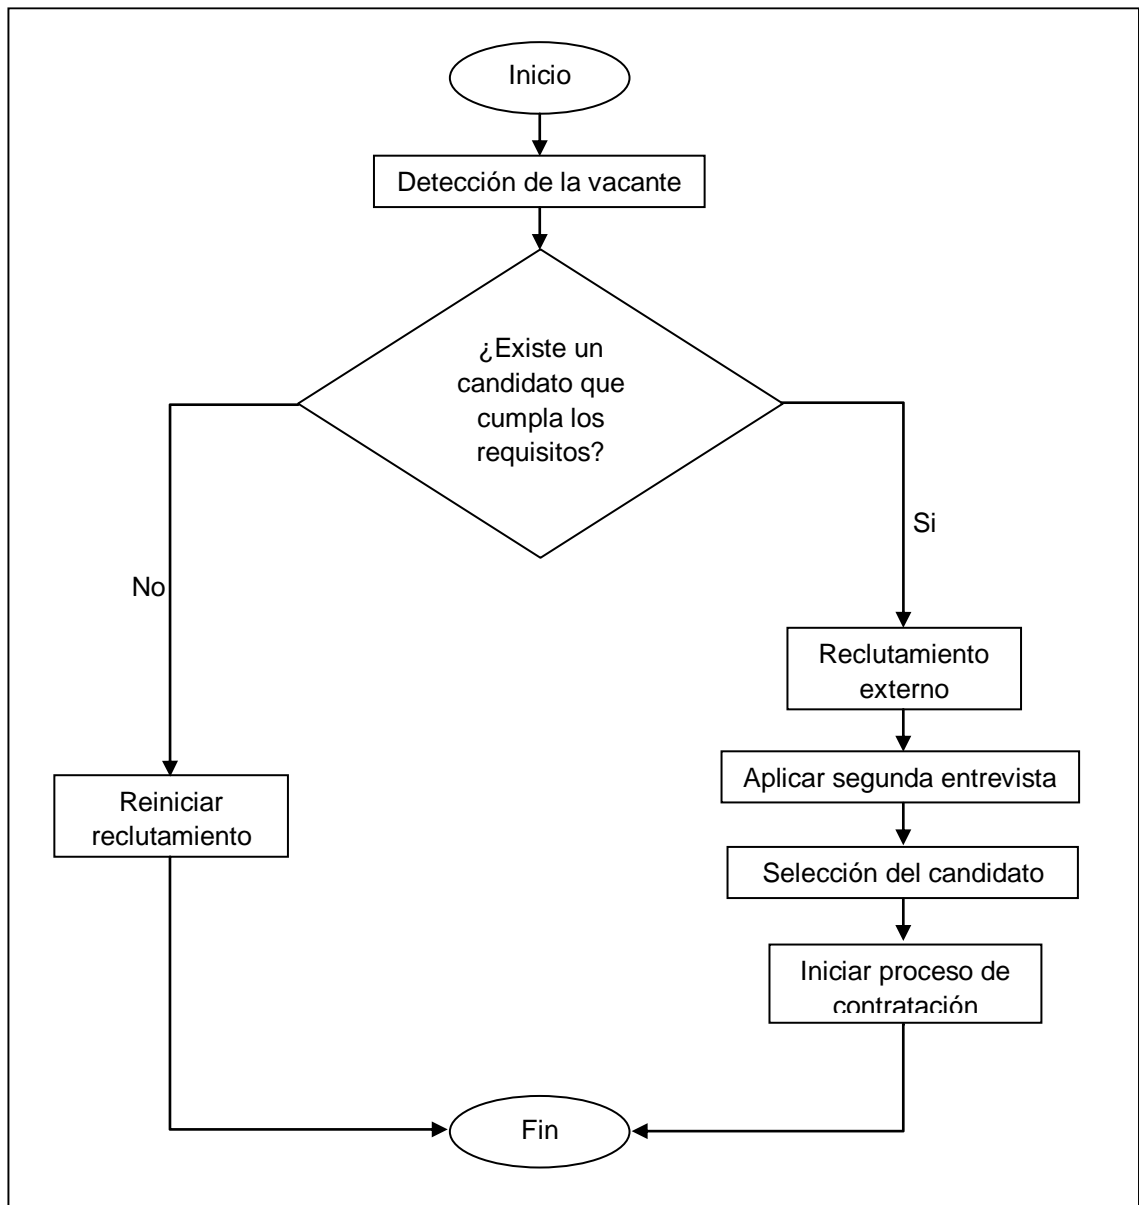 Inicio
Detección de la vacante
¿Existe un
candidato que
cumpla los
requisitos?
Si
No
Reclutamiento
externo
Aplicar segunda entrevista
Reiniciar
reclutamiento
Selección del candidato
Iniciar proceso de
contratación
Fin